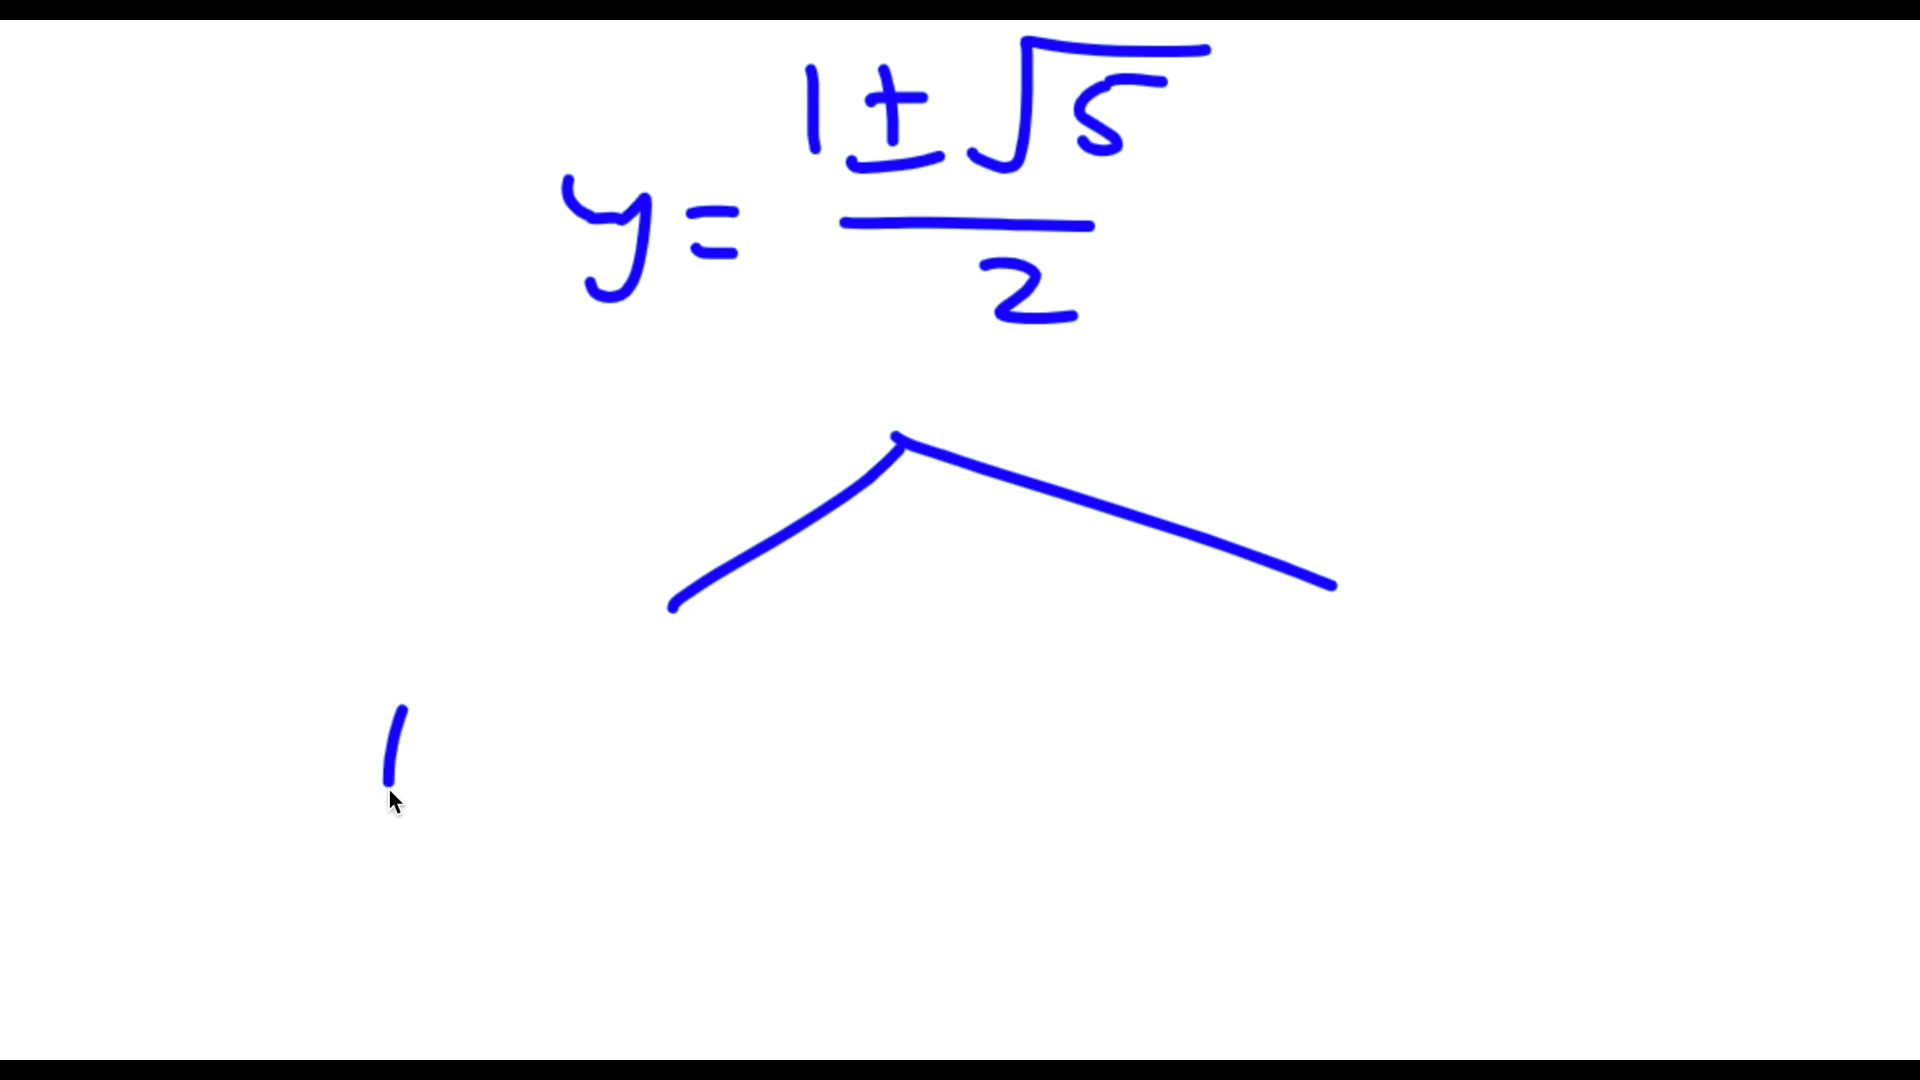 y = (1 ± √5) / 2
1